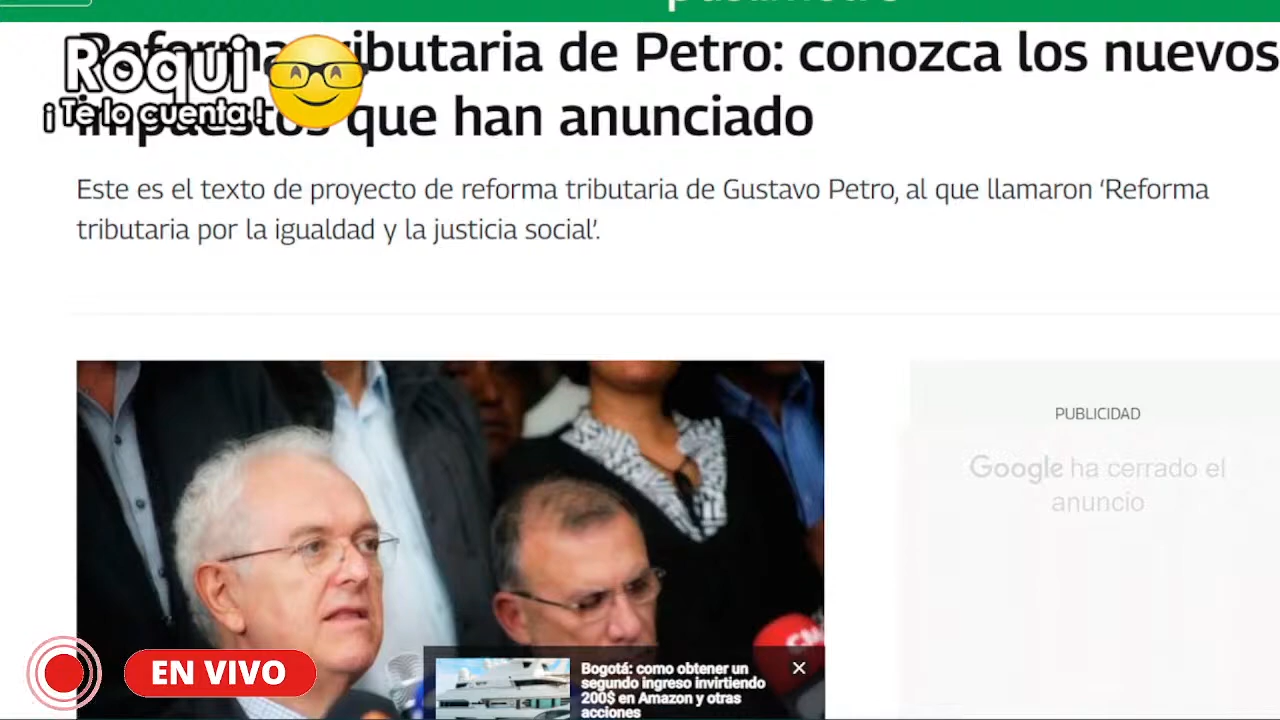 Roqui
¡Te lo cuenta!
Reforma tributaria de Petro: conozca los nuevos
impuestos que han anunciado
Este es el texto de proyecto de reforma tributaria de Gustavo Petro, al que llamaron ‘Reforma
tributaria por la igualdad y la justicia social’.
PUBLICIDAD
Google ha cerrado el
anuncio
EN VIVO
Bogotá: como obtener un
segundo ingreso invirtiendo
200$ en Amazon y otras
acciones